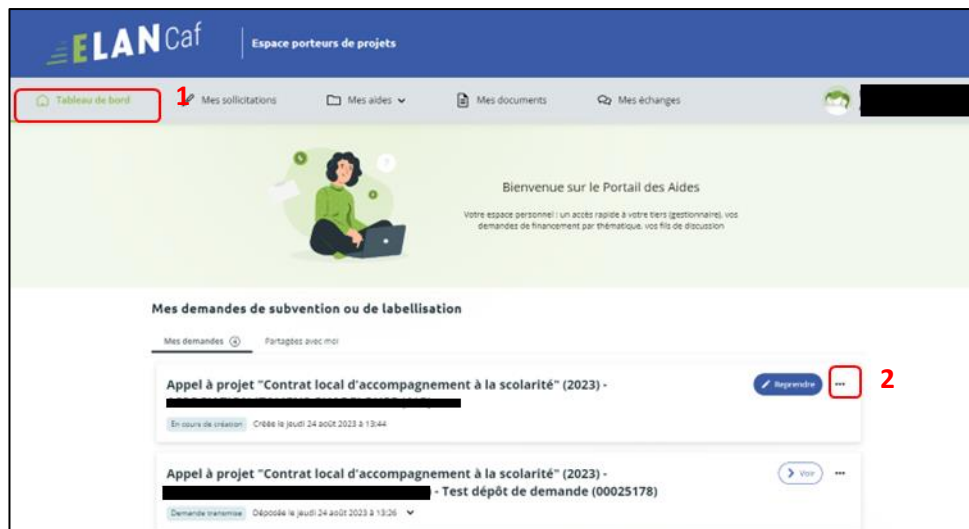 ELAN Caf
Espace porteurs de projets
Tableau de bord
1
Mes sollicitations
Mes aides
Mes documents
Mes échanges
Bienvenue sur le Portail des Aides
Votre espace personnel : un accès rapide à votre tiers (gestionnaire), vos
demandes de financement par thématique, vos fils de discussion
Mes demandes de subvention ou de labellisation
Mes demandes
Partagées avec moi
Appel à projet "Contrat local d'accompagnement à la scolarité" (2023) -
Reprendre
2
En cours de création Créée le jeudi 24 août 2023 à 13:44
Appel à projet "Contrat local d'accompagnement à la scolarité" (2023) -
Voir
- Test dépôt de demande (00025178)
Demande transmise Déposée le jeudi 24 août 2023 à 13:26